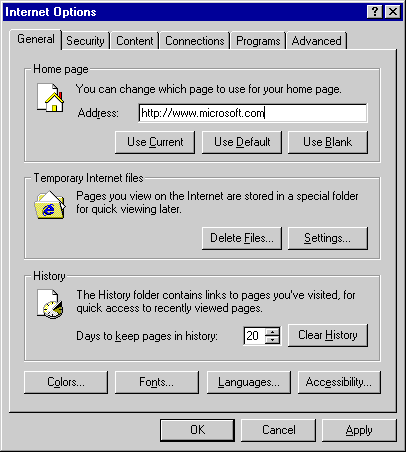 Internet Options
General Security Content Connections Programs Advanced
Home page
You can change which page to use for your home page.
Address: http://www.microsoft.com
Use Current Use Default Use Blank
Temporary Internet files
Pages you view on the Internet are stored in a special folder
for quick viewing later.
Delete Files... Settings...
History
The History folder contains links to pages you've visited, for
quick access to recently viewed pages.
Days to keep pages in history: 20 Clear History
Colors... Fonts... Languages... Accessibility...
OK Cancel Apply